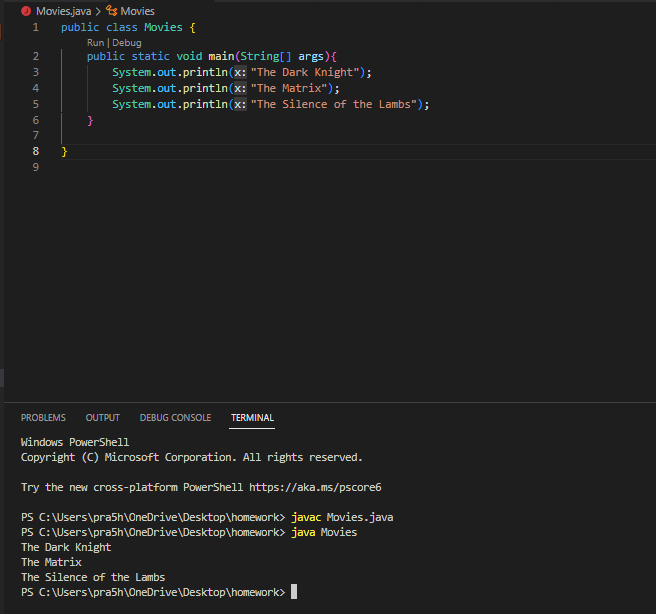 Movies.java > Movies
1 public class Movies {
Run | Debug
2 public static void main(String[] args){
3 System.out.println(x: "The Dark Knight");
4 System.out.println(x: "The Matrix");
5 System.out.println(x: "The Silence of the Lambs");
6 }
7
8 }
9
PROBLEMS OUTPUT DEBUG CONSOLE TERMINAL
Windows PowerShell
Copyright (C) Microsoft Corporation. All rights reserved.
Try the new cross-platform PowerShell https://aka.ms/pscore6
PS C:\Users\pra5h\OneDrive\Desktop\homework> javac Movies.java
PS C:\Users\pra5h\OneDrive\Desktop\homework> java Movies
The Dark Knight
The Matrix
The Silence of the Lambs
PS C:\Users\pra5h\OneDrive\Desktop\homework>